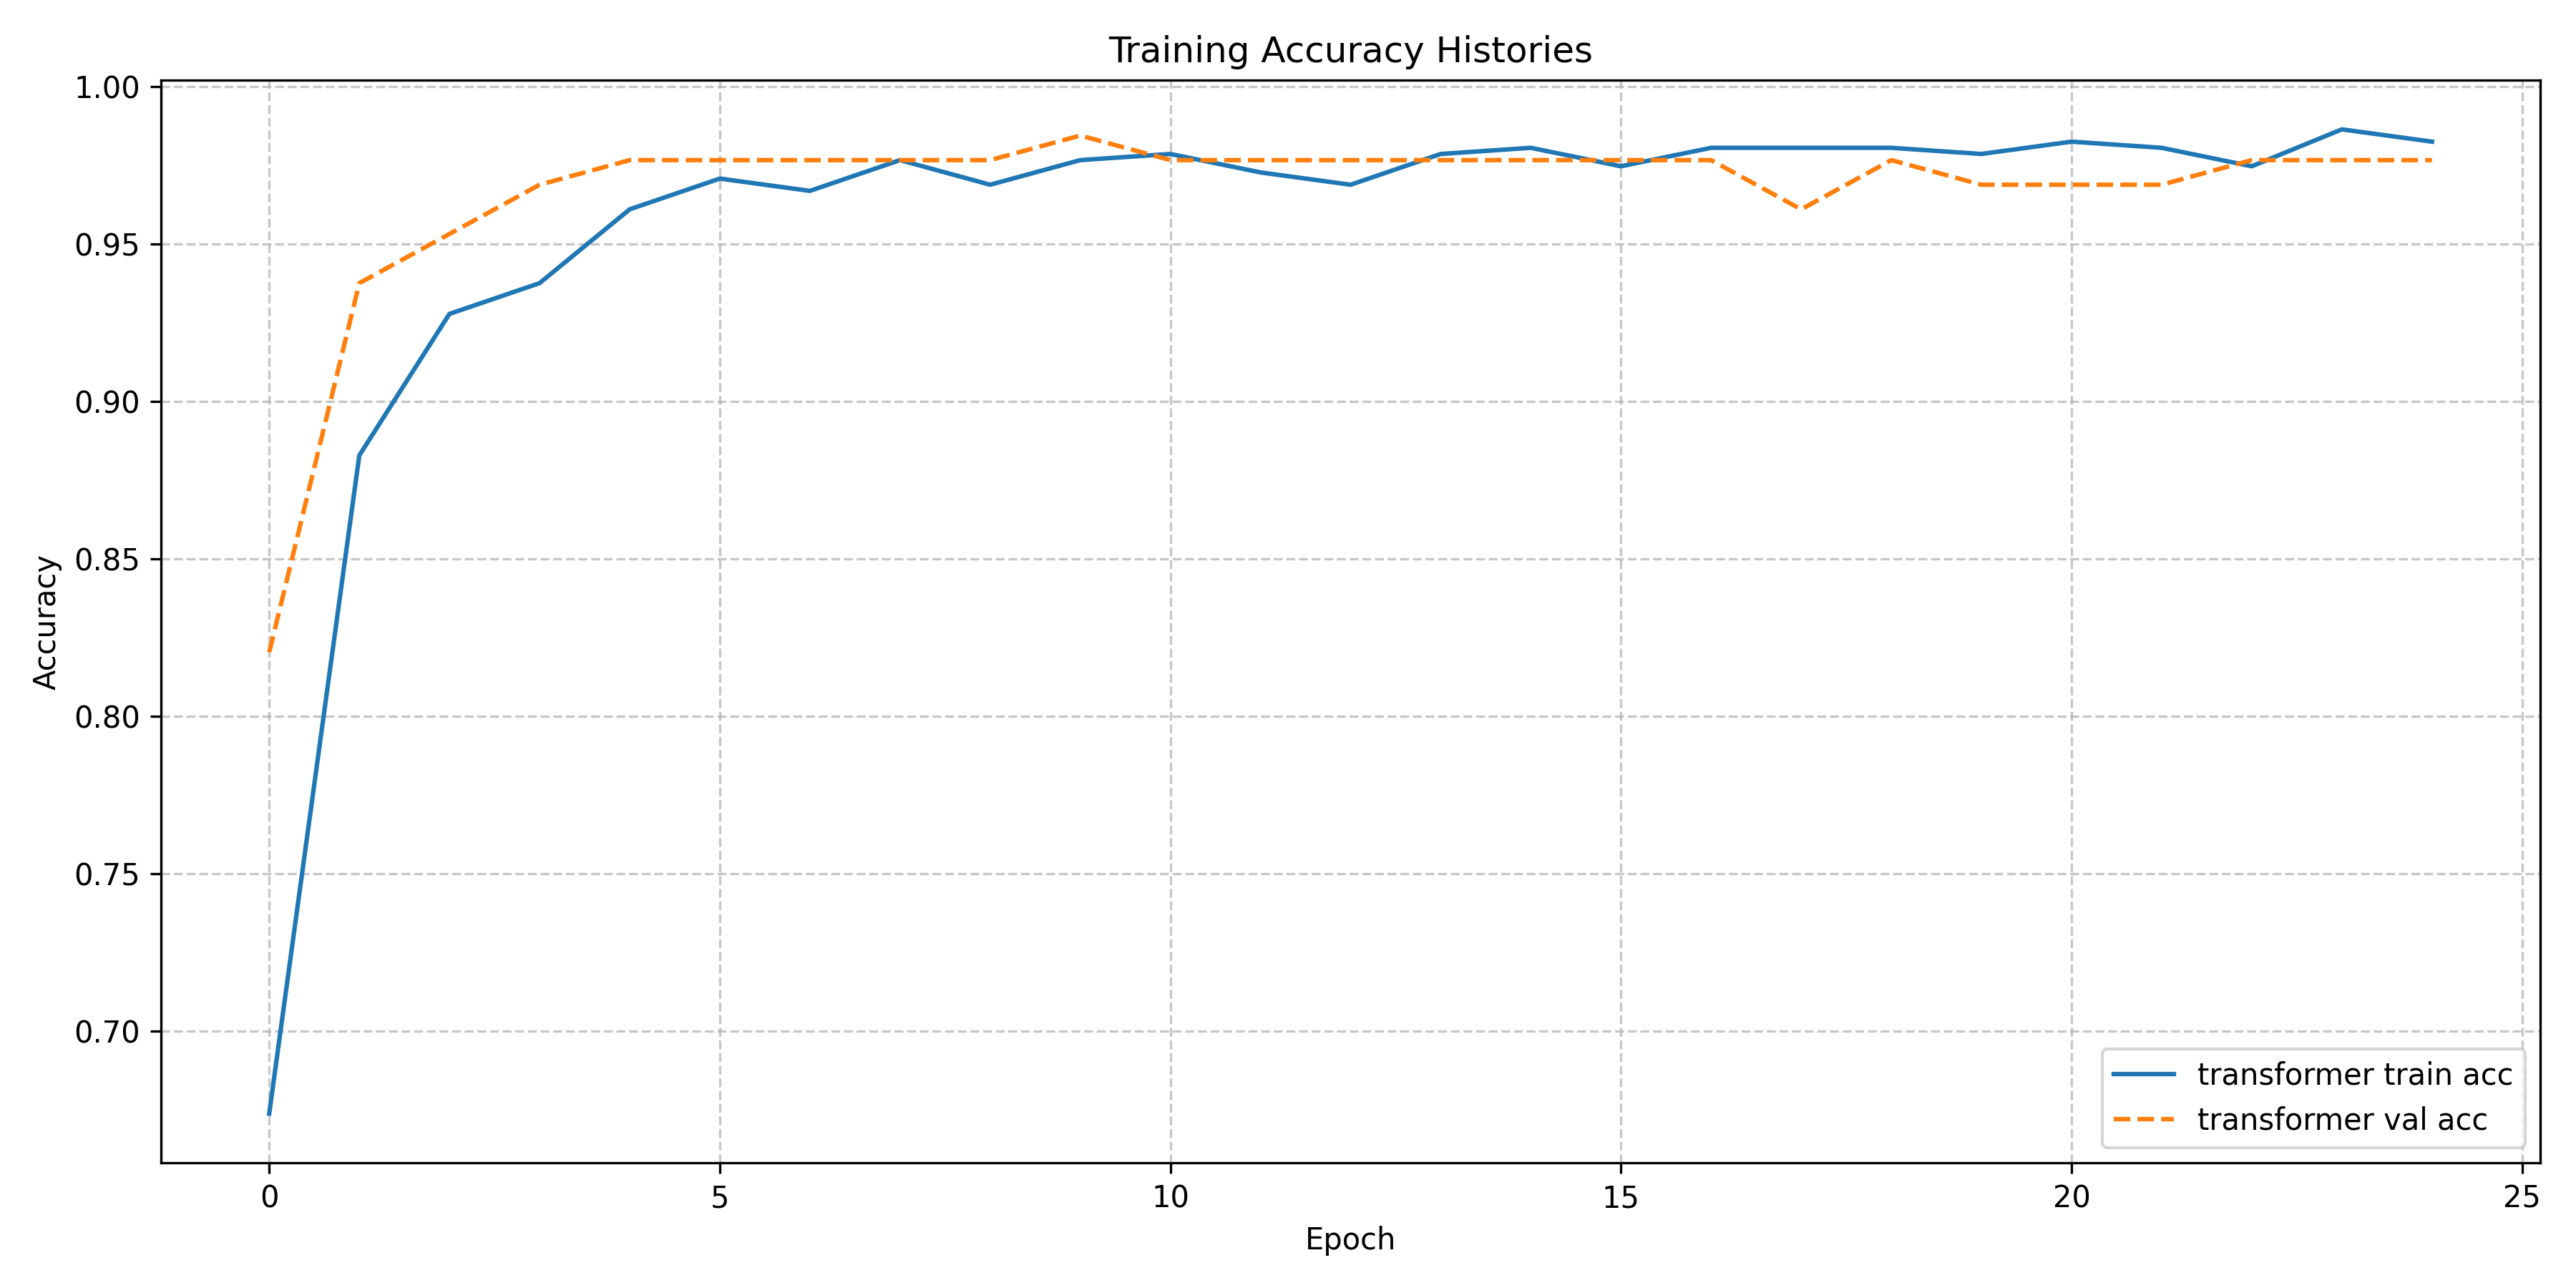 Training Accuracy Histories
1.00
0.95
0.90
0.85
0.80
0.75
0.70
Accuracy
0 5 10 15 20 25
Epoch
transformer train acc
transformer val acc